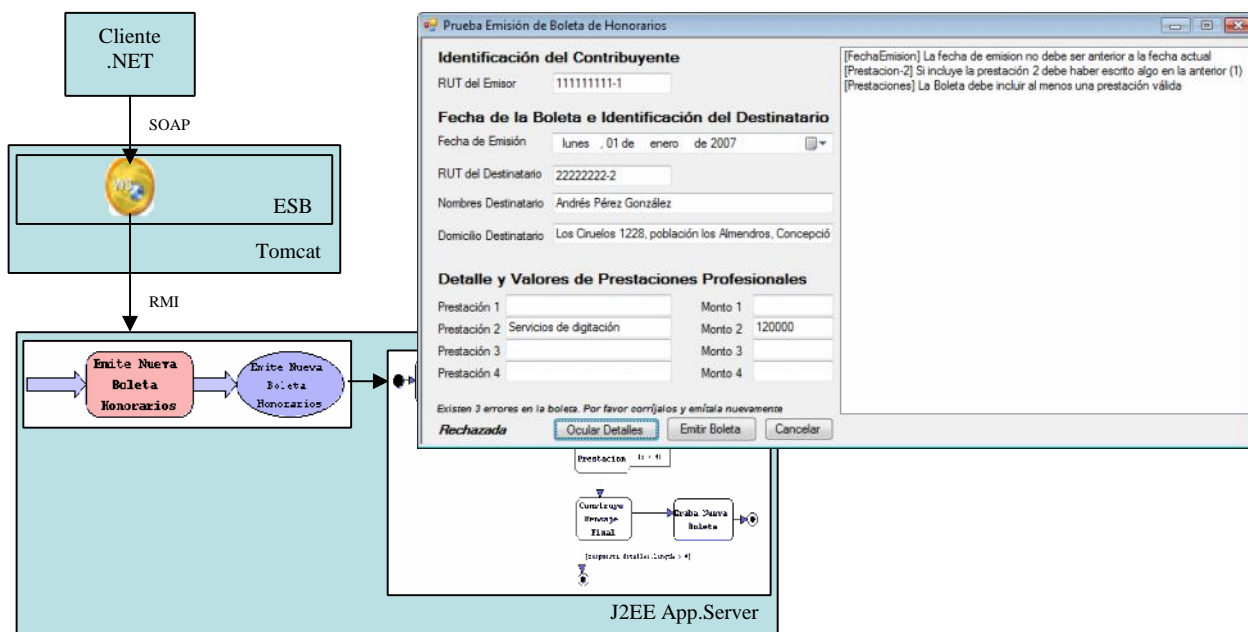 Cliente
.NET
SOAP
ESB
Tomcat
RMI
Emite Nueva
Boleta
Honorarios
Emite Nueva
Boleta
Honorarios
Prueba Emisión de Boleta de Honorarios
Identificación del Contribuyente
RUT del Emisor 111111111-1
Fecha de la Boleta e Identificación del Destinatario
Fecha de Emisión lunes , 01 de enero de 2007
RUT del Destinatario 22222222-2
Nombres Destinatario Andrés Pérez González
Domicilio Destinatario Los Ciruelos 1228, población los Almendros, Concepció
Detalle y Valores de Prestaciones Profesionales
Prestación 1 Monto 1
Prestación 2 Servicios de digitación Monto 2 120000
Prestación 3 Monto 3
Prestación 4 Monto 4
Existen 3 errores en la boleta. Por favor corríjalos y emítala nuevamente
Rechazada Ocular Detalles Emitir Boleta Cancelar
[FechaEmision] La fecha de emision no debe ser anterior a la fecha actual
[Prestacion-2] Si incluye la prestación 2 debe haber escrito algo en la anterior (1)
[Prestaciones] La Boleta debe incluir al menos una prestación válida
Prestacion
Construye
Mensaje
Final
Graba Nueva
Boleta
J2EE App.Server